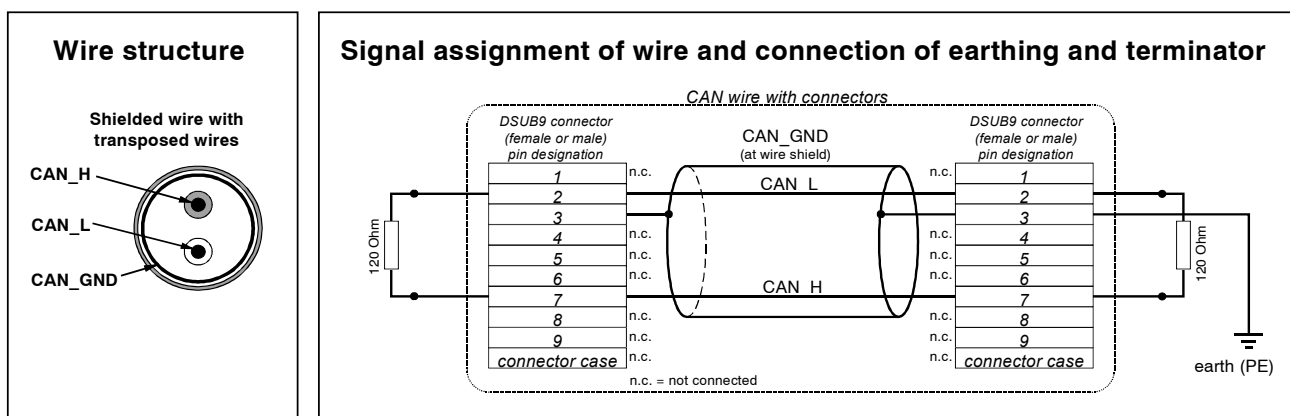 Wire structure
Shielded wire with
transposed wires
CAN_H
CAN_L
CAN_GND
Signal assignment of wire and connection of earthing and terminator
CAN wire with connectors
DSUB9 connector
(female or male)
pin designation
CAN_GND
(at wire shield)
DSUB9 connector
(female or male)
pin designation
1 n.c. n.c. 1
2 CAN_L 2
3 3
4 n.c. n.c. 4
5 n.c. n.c. 5
6 n.c. n.c. 6
7 CAN_H 7
8 n.c. n.c. 8
9 n.c. n.c. 9
connector case n.c. n.c. connector case
120 Ohm
120 Ohm
n.c. = not connected
earth (PE)